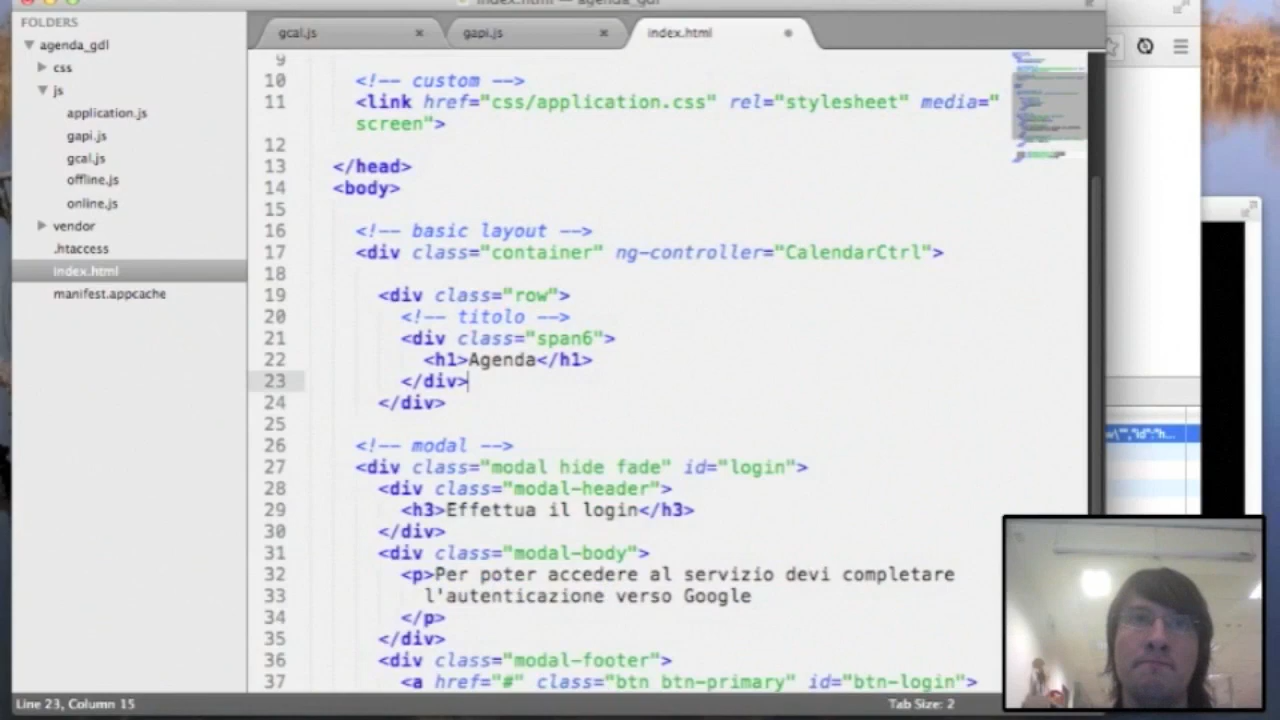 index.html — agenda_gdl
FOLDERS
agenda_gdl
css
js
application.js
gapi.js
gcal.js
offline.js
online.js
vendor
.htaccess
index.html
manifest.appcache
gcal.js ×
gapi.js ×
index.html
9
10 <!-- custom -->
11 <link href="css/application.css" rel="stylesheet" media="
screen">
12
13 </head>
14 <body>
15
16 <!-- basic layout -->
17 <div class="container" ng-controller="CalendarCtrl">
18
19 <div class="row">
20 <!-- titolo -->
21 <div class="span6">
22 <h1>Agenda</h1>
23 </div>
24 </div>
25
26 <!-- modal -->
27 <div class="modal hide fade" id="login">
28 <div class="modal-header">
29 <h3>Effettua il login</h3>
30 </div>
31 <div class="modal-body">
32 <p>Per poter accedere al servizio devi completare
33 l'autenticazione verso Google
34 </p>
35 </div>
36 <div class="modal-footer">
37 <a href="#" class="btn btn-primary" id="btn-login">
w\"","id":"h...
Line 23, Column 15
Tab Size: 2